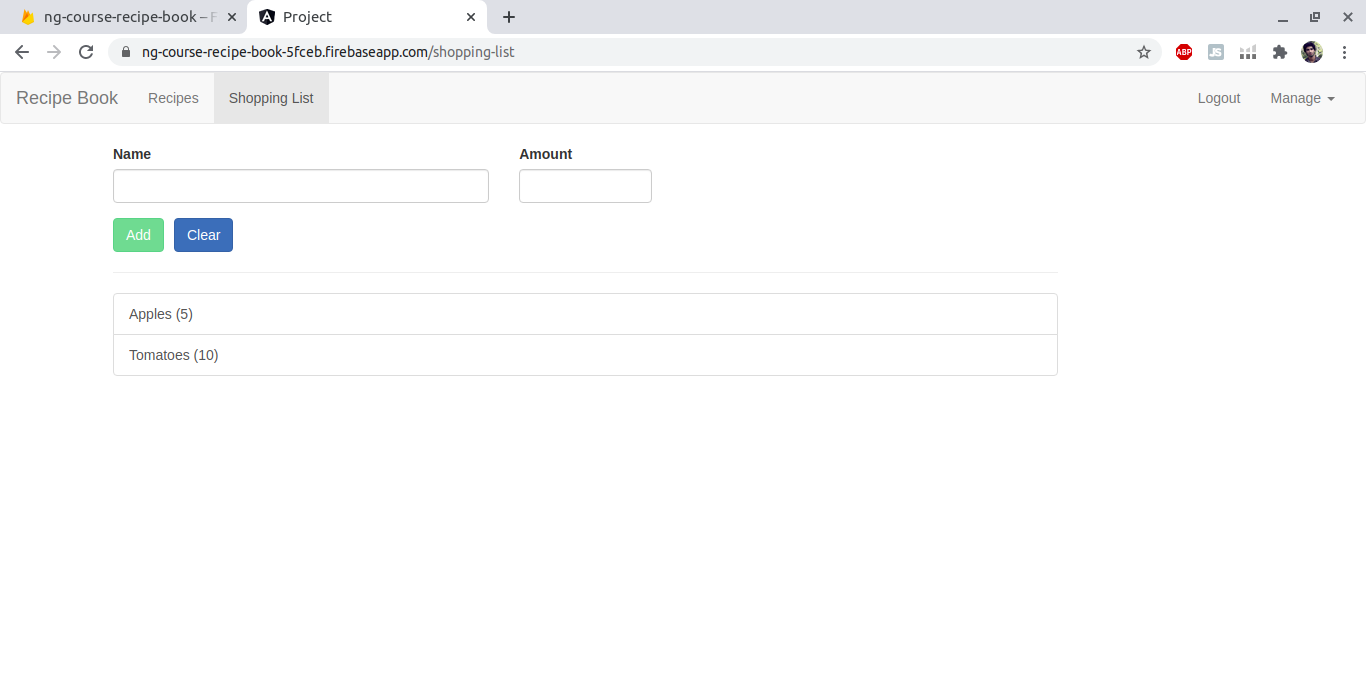 ng-course-recipe-book – F
Project
ng-course-recipe-book-5fceb.firebaseapp.com/shopping-list
ABP
JS
Recipe Book Recipes Shopping List Logout Manage
Name Amount
Add Clear
Apples (5)
Tomatoes (10)